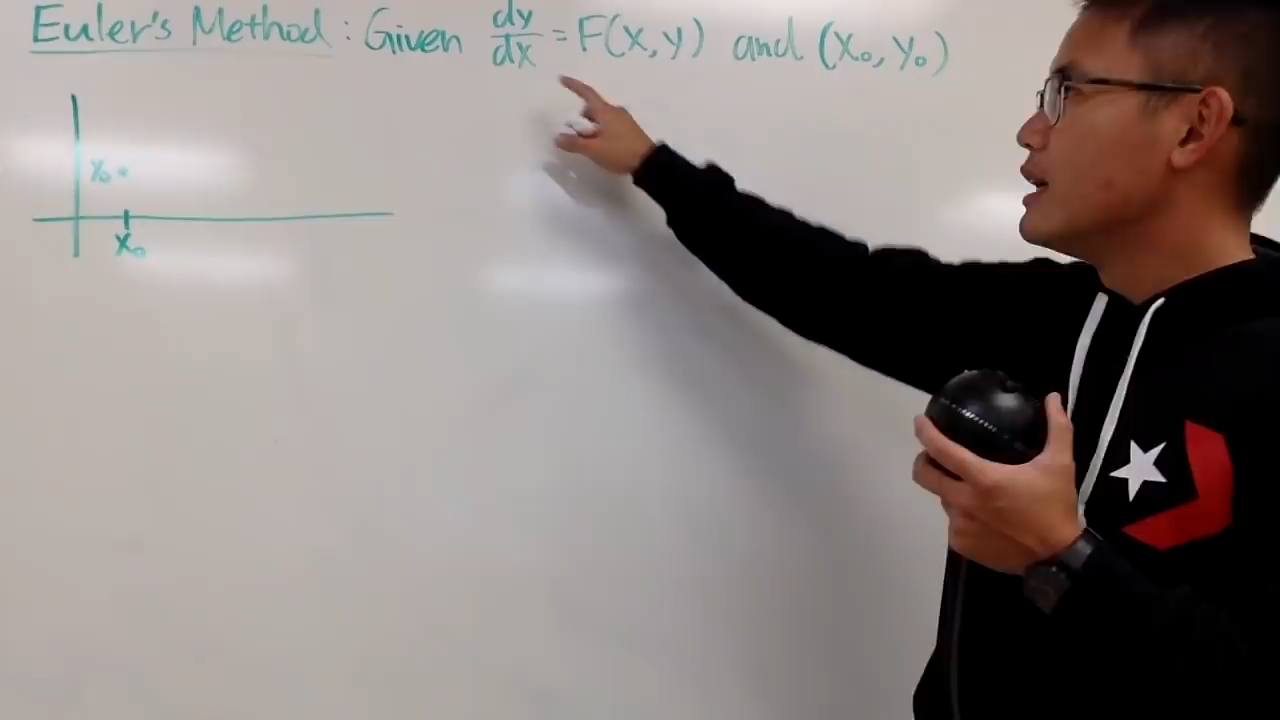 Euler's Method : Given dy/dx = F(x,y) and (x₀, y₀)
y₀
x₀